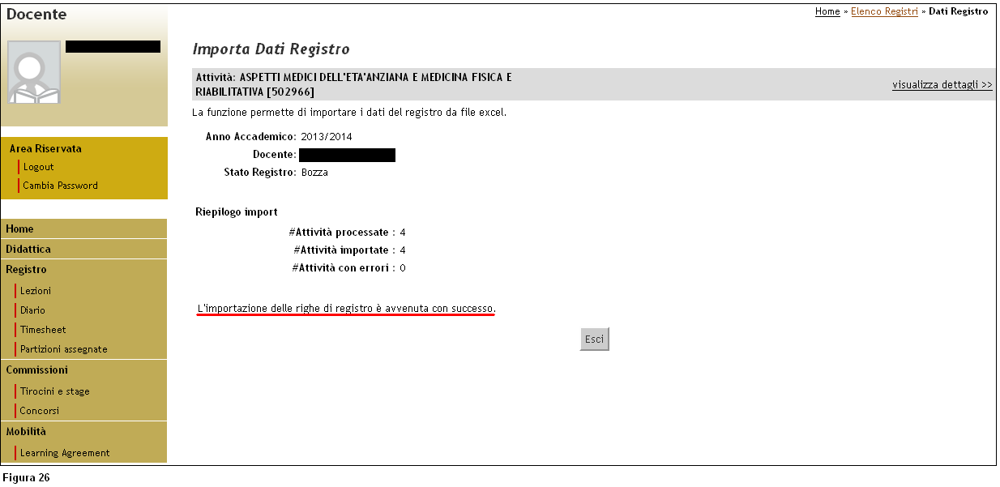 Docente
Home » Elenco Registri » Dati Registro
Importa Dati Registro
Attività: ASPETTI MEDICI DELL'ETA'ANZIANA E MEDICINA FISICA E
RIABILITATIVA [502966]
visualizza dettagli >>
La funzione permette di importare i dati del registro da file excel.
Anno Accademico: 2013/2014
Docente:
Stato Registro: Bozza
Riepilogo import
#Attività processate : 4
#Attività importate : 4
#Attività con errori : 0
L'importazione delle righe di registro è avvenuta con successo.
Esci
Area Riservata
Logout
Cambia Password
Home
Didattica
Registro
Lezioni
Diario
Timesheet
Partizioni assegnate
Commissioni
Tirocini e stage
Concorsi
Mobilità
Learning Agreement
Figura 26